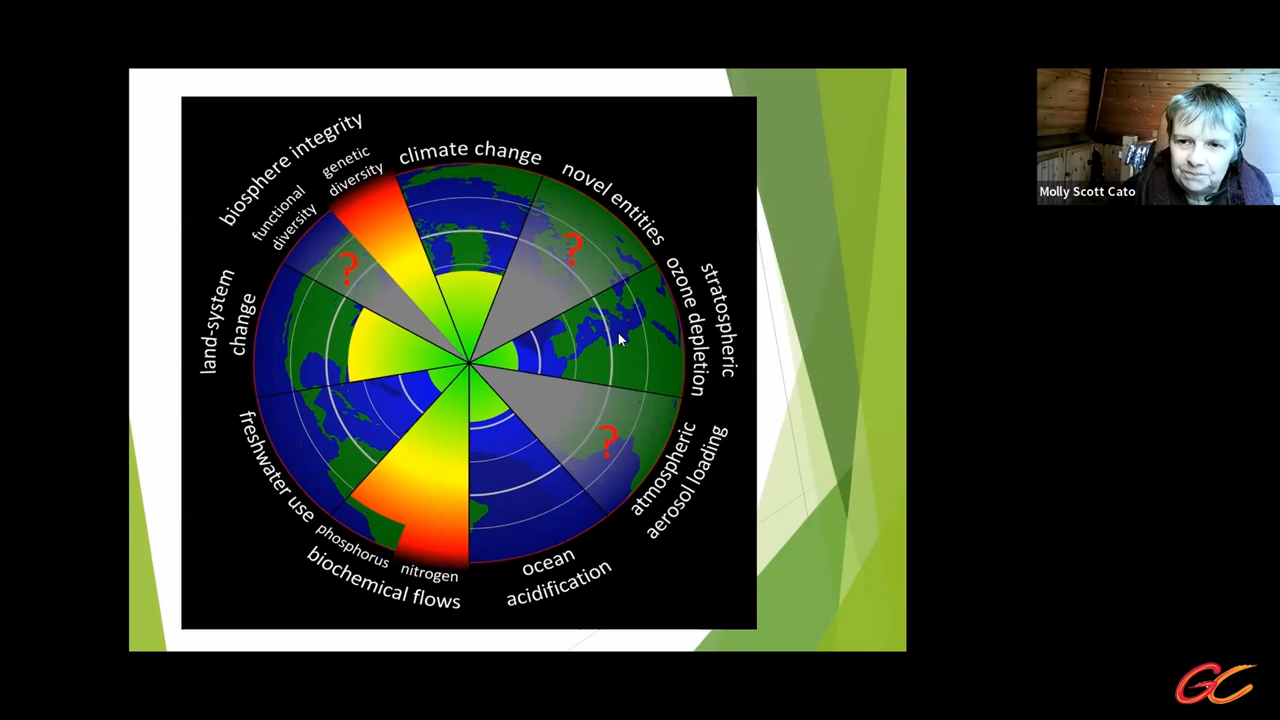 biosphere integrity
genetic
diversity
functional
diversity
climate change
novel entities
stratospheric
ozone depletion
land-system
change
?
?
?
freshwater use
phosphorus
nitrogen
biochemical flows
ocean
acidification
atmospheric
aerosol loading
Molly Scott Cato
GC